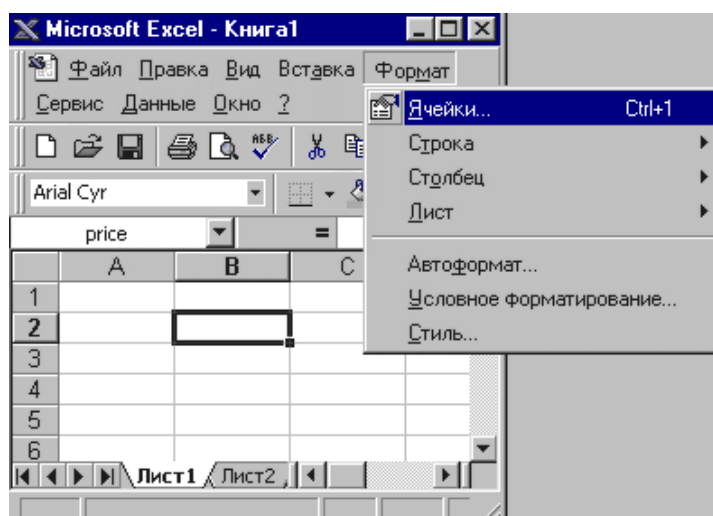 Microsoft Excel - Книга1
Файл Правка Вид Вставка Формат
Сервис Данные Окно ?
Ячейки... Ctrl+1
Строка
Столбец
Лист
Автоформат...
Условное форматирование...
Стиль...
ABC
Arial Cyr
price =
A B C
1
2
3
4
5
6
Лист1 Лист2